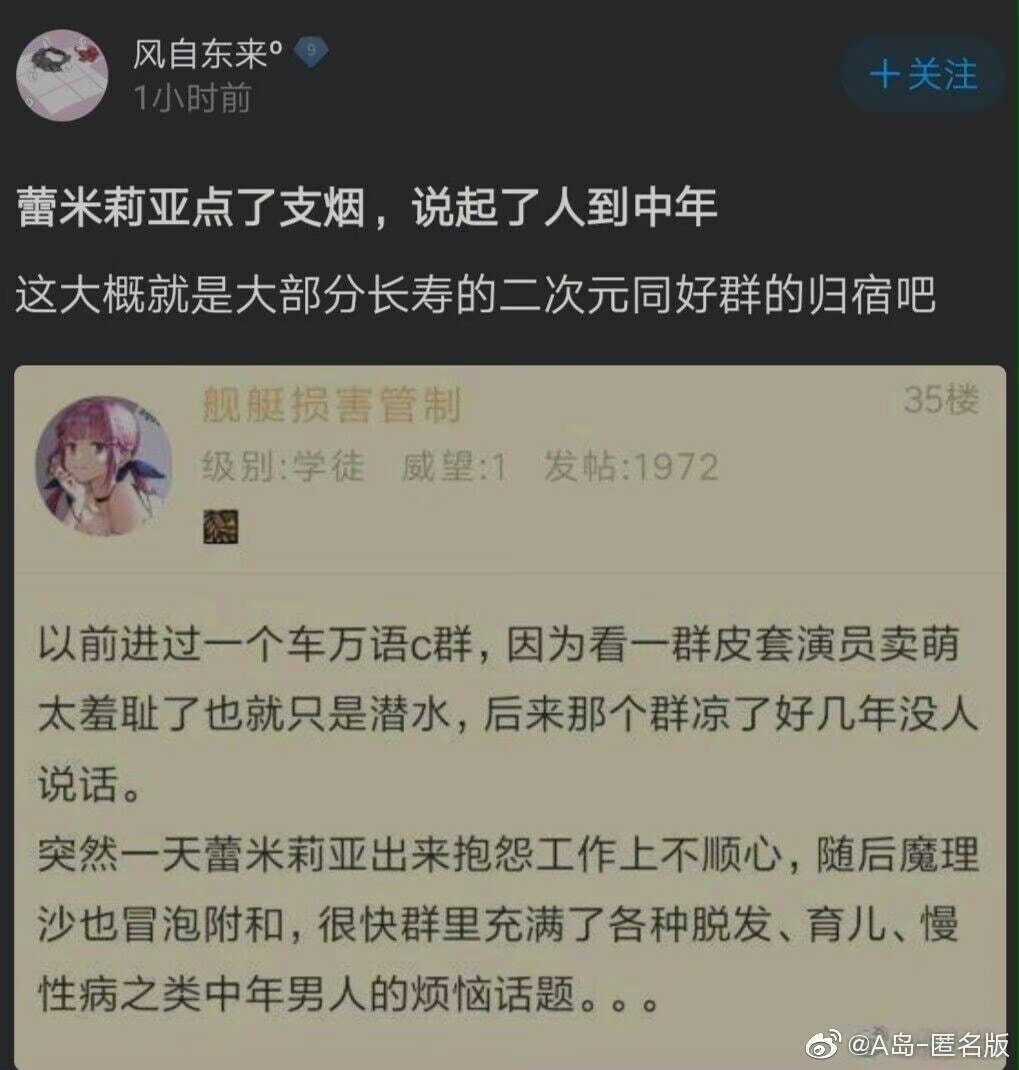 风自东来º
9
1小时前
+关注
蕾米莉亚点了支烟，说起了人到中年
这大概就是大部分长寿的二次元同好群的归宿吧
舰艇损害管制
35楼
级别:学徒 威望:1 发帖:1972
以前进过一个车万语c群，因为看一群皮套演员卖萌
太羞耻了也就只是潜水，后来那个群凉了好几年没人
说话。
突然一天蕾米莉亚出来抱怨工作上不顺心，随后魔理
沙也冒泡附和，很快群里充满了各种脱发、育儿、慢
性病之类中年男人的烦恼话题。。。
@A岛-匿名版